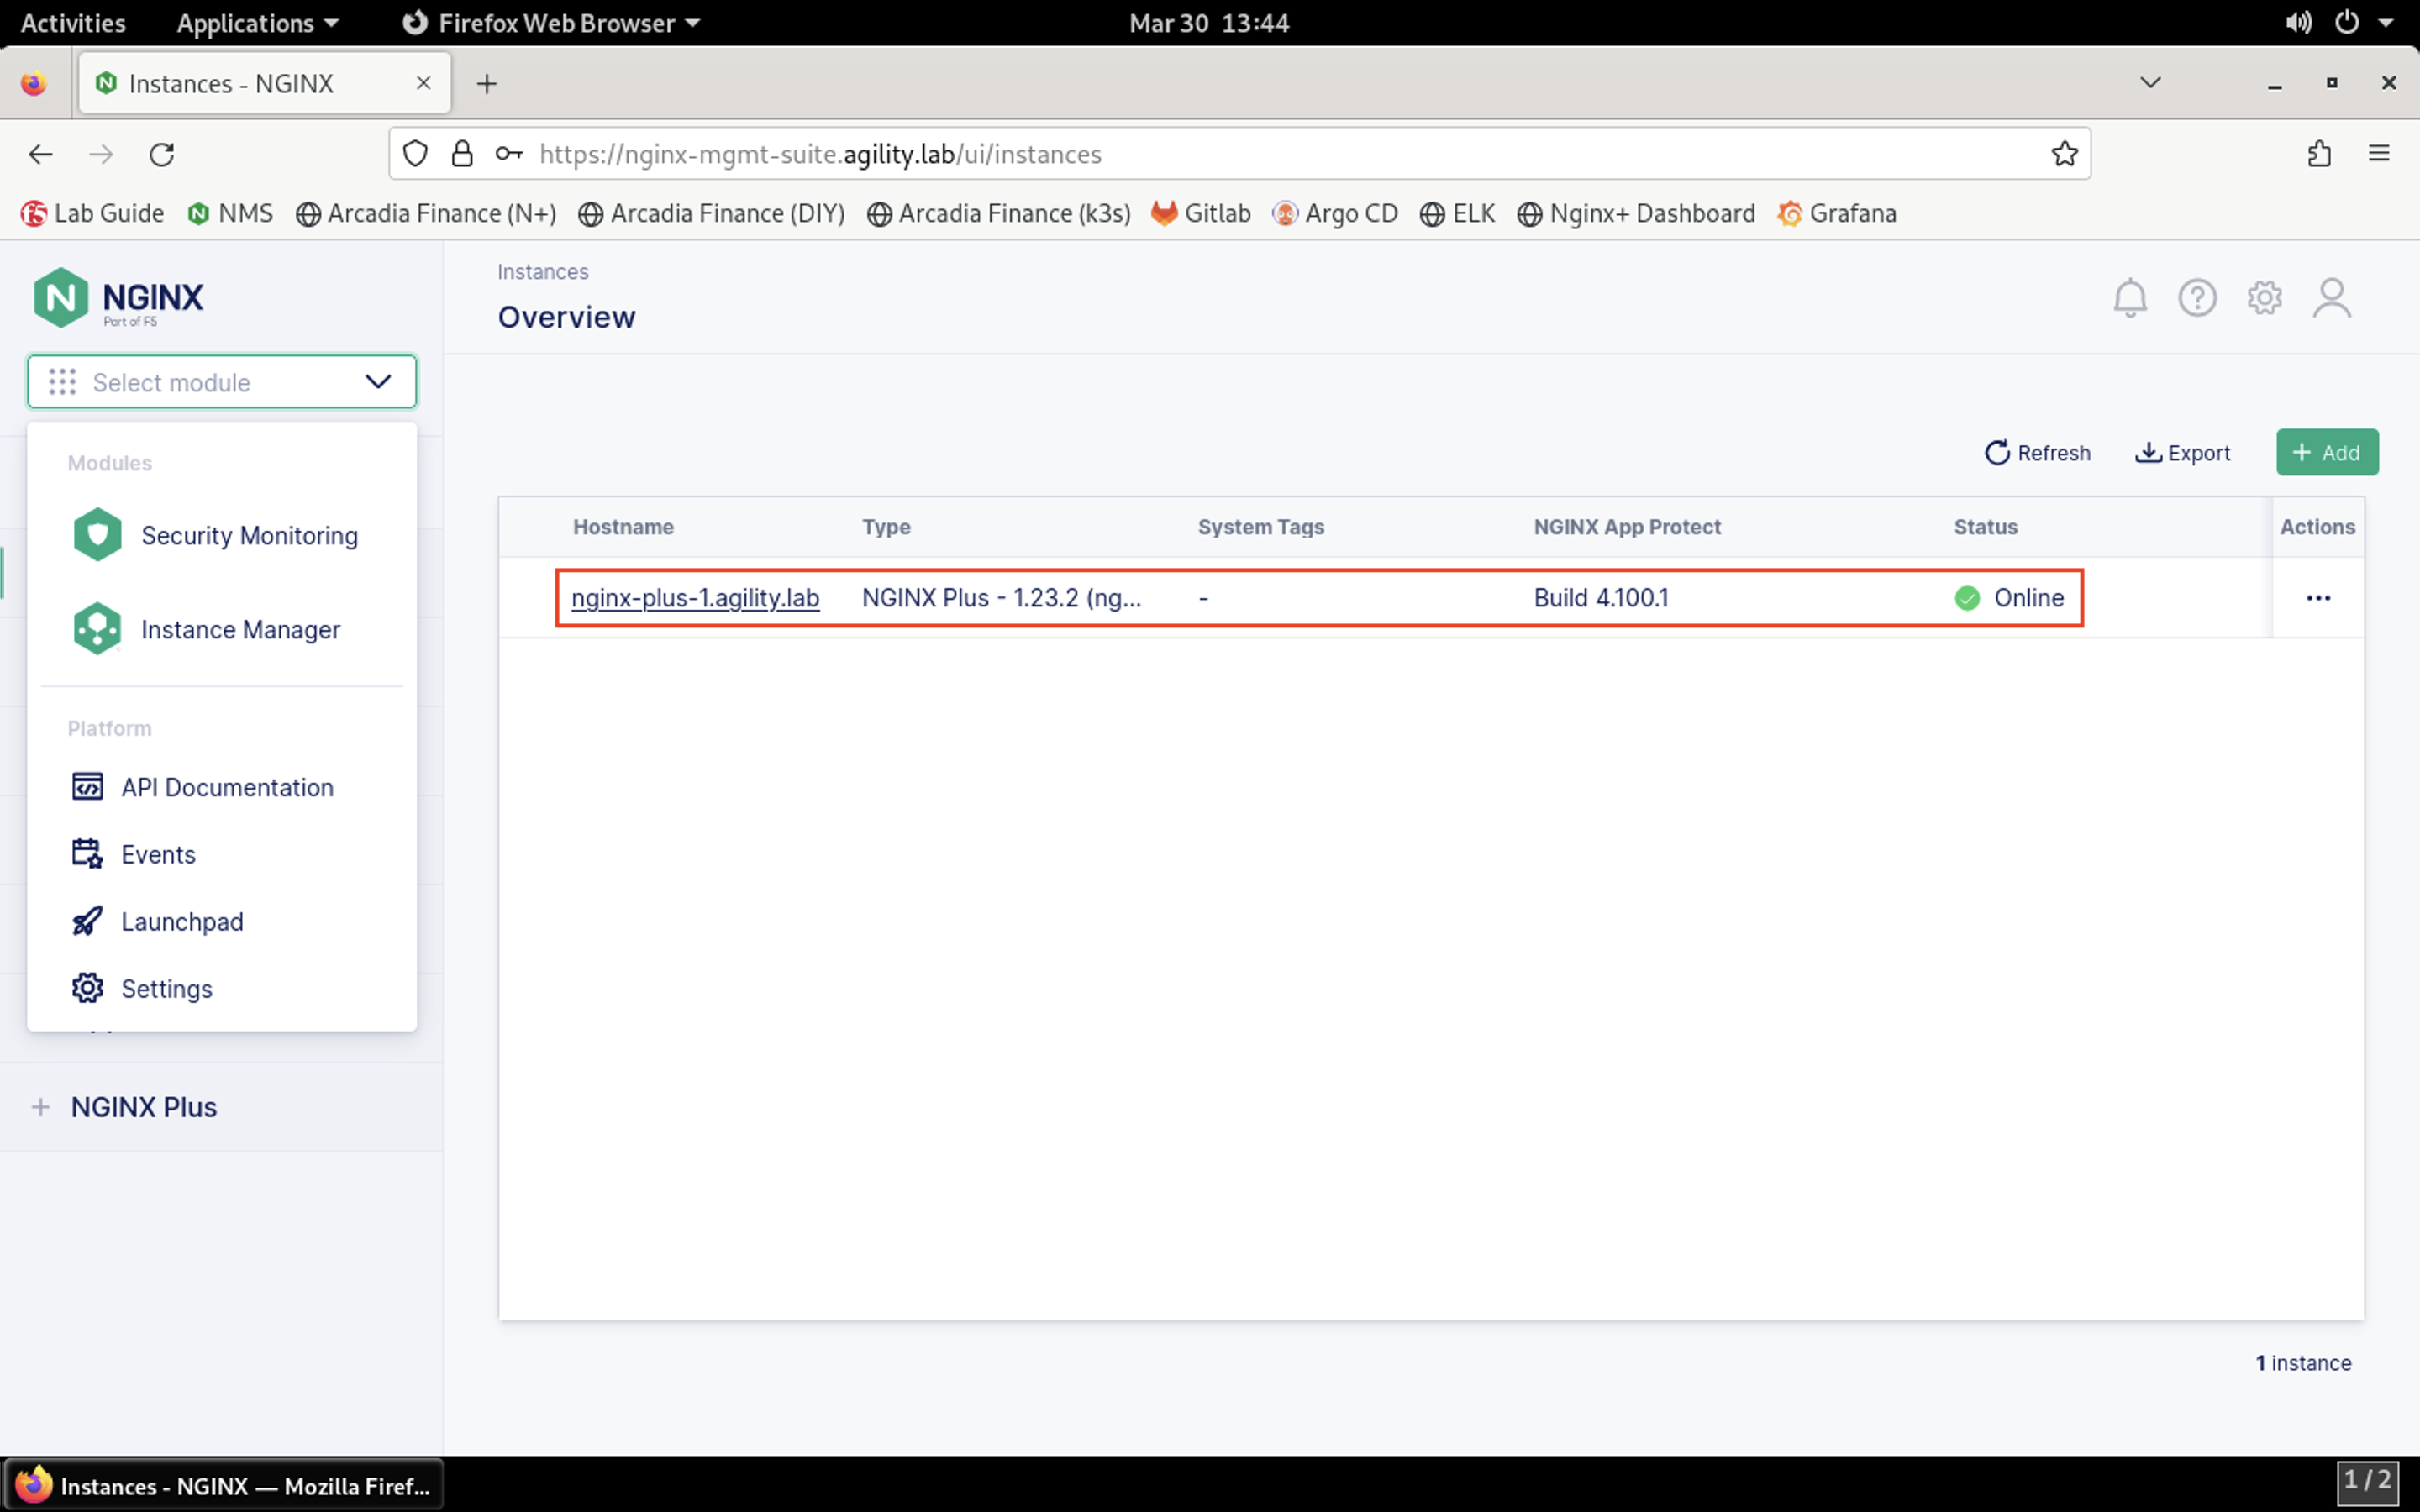 Activities Applications Firefox Web Browser Mar 30 13:44
Instances - NGINX
https://nginx-mgmt-suite.agility.lab/ui/instances
Lab Guide NMS Arcadia Finance (N+) Arcadia Finance (DIY) Arcadia Finance (k3s) Gitlab Argo CD ELK Nginx+ Dashboard Grafana
NGINX
Part of F5
Select module
Modules
Security Monitoring
Instance Manager
Platform
API Documentation
Events
Launchpad
Settings
+ NGINX Plus
Instances
Overview
Refresh Export + Add
Hostname Type System Tags NGINX App Protect Status Actions
nginx-plus-1.agility.lab NGINX Plus - 1.23.2 (ng... - Build 4.100.1 Online ...
1 instance
Instances - NGINX — Mozilla Firef... 1 / 2